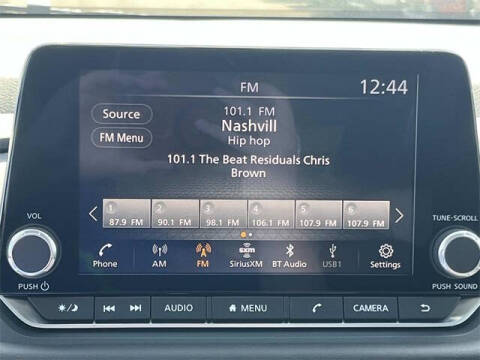 FM
12:44
Source
101.1 FM
Nashvill
FM Menu
Hip hop
101.1 The Beat Residuals Chris
Brown
1 2 3 6 5 6
87.9 FM 90.1 FM 98.1 FM 106.1 FM 107.9 FM 107.9 FM
VOL
TUNE-SCROLL
Phone AM FM SiriusXM BT Audio USB1 Settings
sxm
PUSH
PUSH SOUND
AUDIO MENU CAMERA